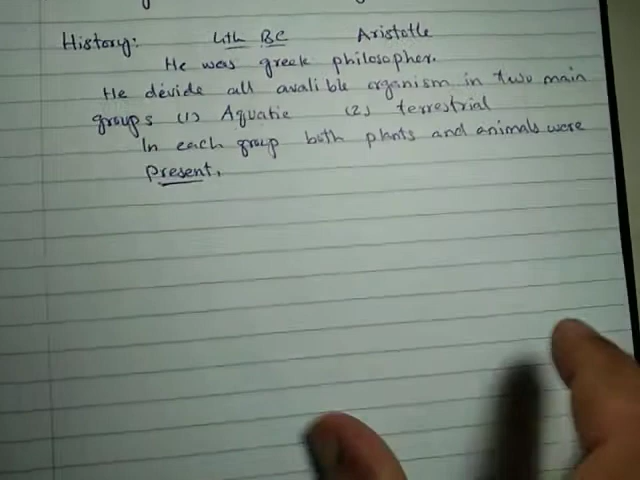 History: 4th BC Aristotle
He was greek philosopher.
He devide all avalible organism in two main
groups (1) Aquatic (2) terrestrial
In each group both plants and animals were
present.